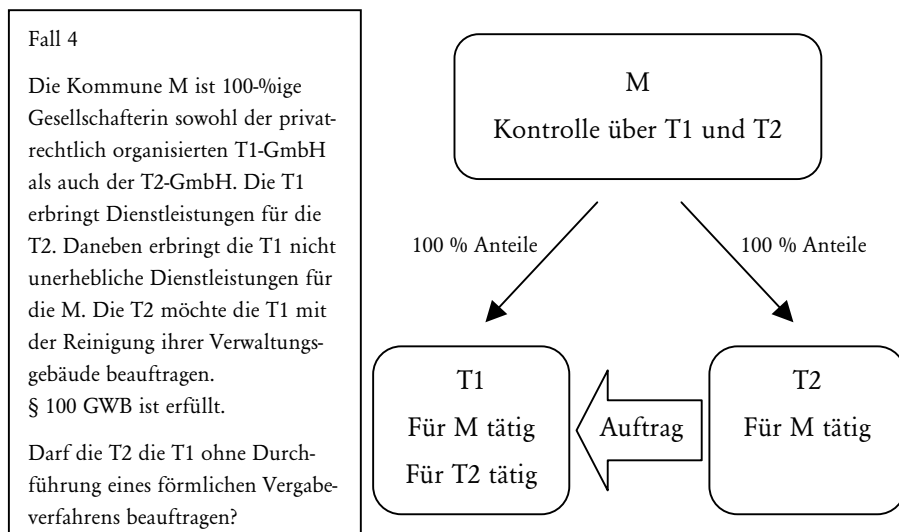 Fall 4
Die Kommune M ist 100-%ige
Gesellschafterin sowohl der privat-
rechtlich organisierten T1-GmbH
als auch der T2-GmbH. Die T1
erbringt Dienstleistungen für die
T2. Daneben erbringt die T1 nicht
unerhebliche Dienstleistungen für
die M. Die T2 möchte die T1 mit
der Reinigung ihrer Verwaltungs-
gebäude beauftragen.
§ 100 GWB ist erfüllt.
Darf die T2 die T1 ohne Durch-
führung eines förmlichen Vergabe-
verfahrens beauftragen?
M
Kontrolle über T1 und T2
100 % Anteile
100 % Anteile
T1
Für M tätig
Für T2 tätig
Auftrag
T2
Für M tätig